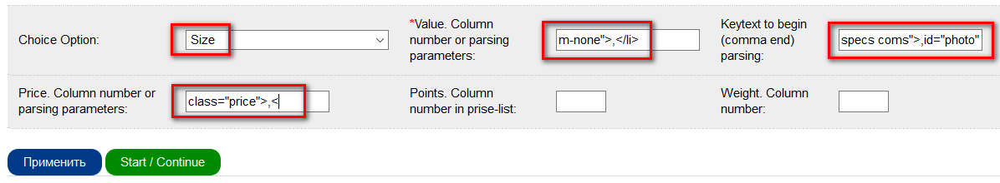 Choice Option:
Size
*Value. Column
number or parsing
parameters:
m-none">,</li>
Keytext to begin
(comma end)
parsing:
specs coms">,id="photo"
Price. Column number or
parsing parameters:
class="price">,<
Points. Column
number in prise-list:
Weight. Column
number:
Применить
Start / Continue